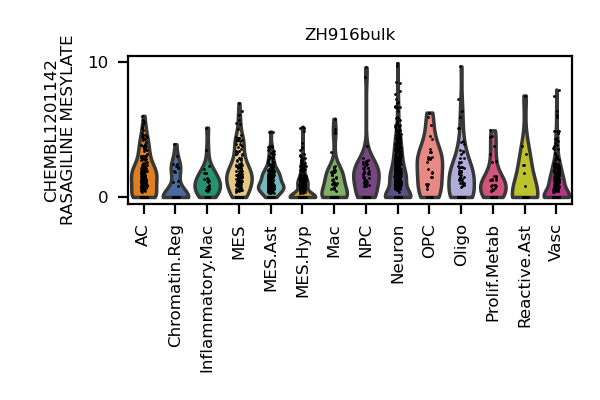 ZH916bulk
CHEMBL1201142
RASAGILINE MESYLATE
10
0
AC
Chromatin.Reg
Inflammatory.Mac
MES
MES.Ast
MES.Hyp
Mac
NPC
Neuron
OPC
Oligo
Prolif.Metab
Reactive.Ast
Vasc